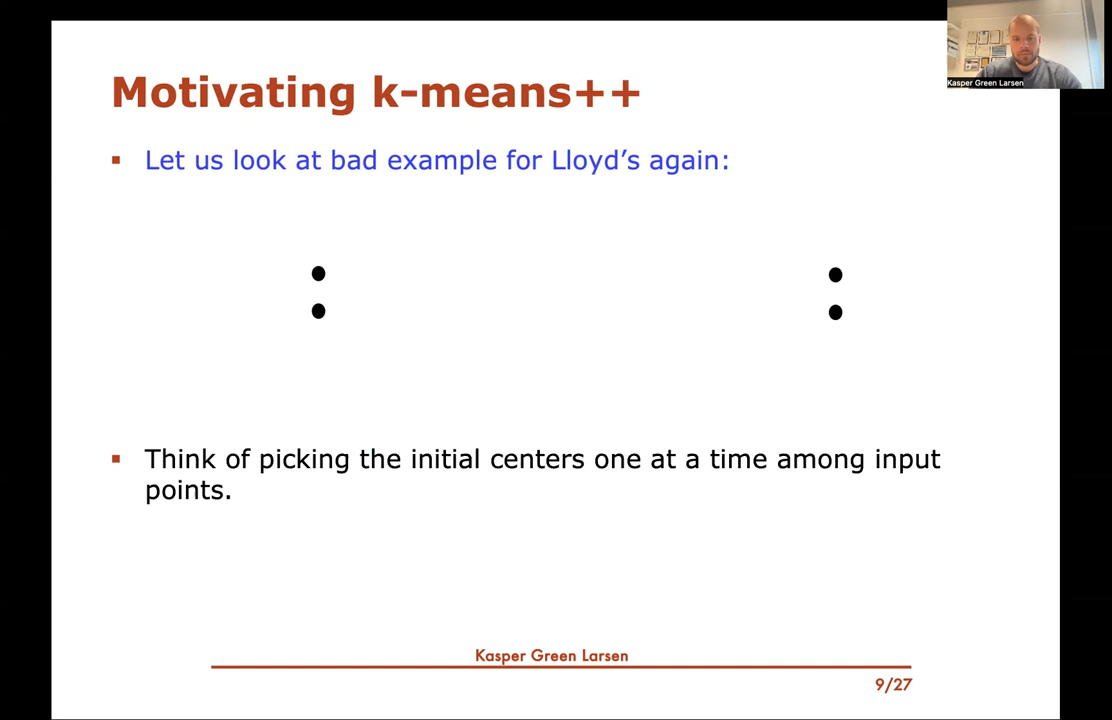 Kasper Green Larsen
Motivating k-means++
Let us look at bad example for Lloyd’s again:
Think of picking the initial centers one at a time among input
points.
Kasper Green Larsen
9/27